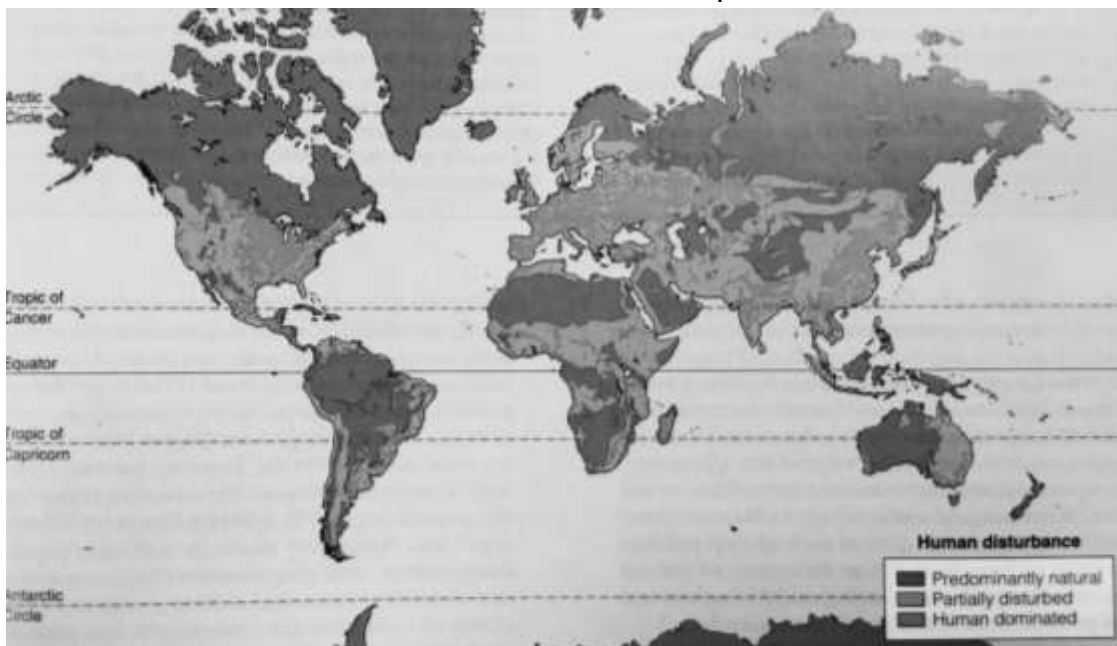 Arctic
Circle
Tropic of
Cancer
Equator
Tropic of
Capricorn
Antarctic
Circle
Human disturbance
Predominantly natural
Partially disturbed
Human dominated